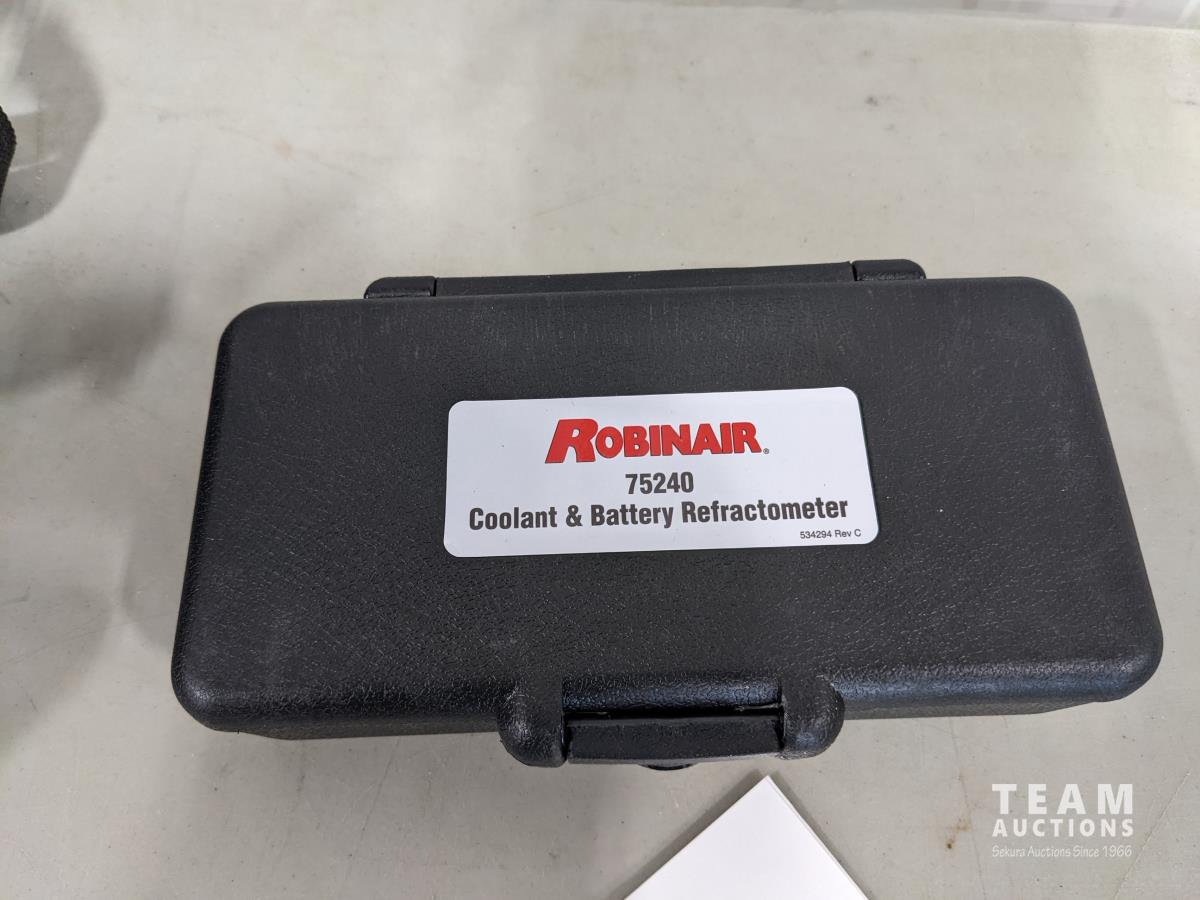 ROBINAIR®
75240
Coolant & Battery Refractometer
534294 Rev C
TEAM
AUCTIONS
Sekura Auctions Since 1966